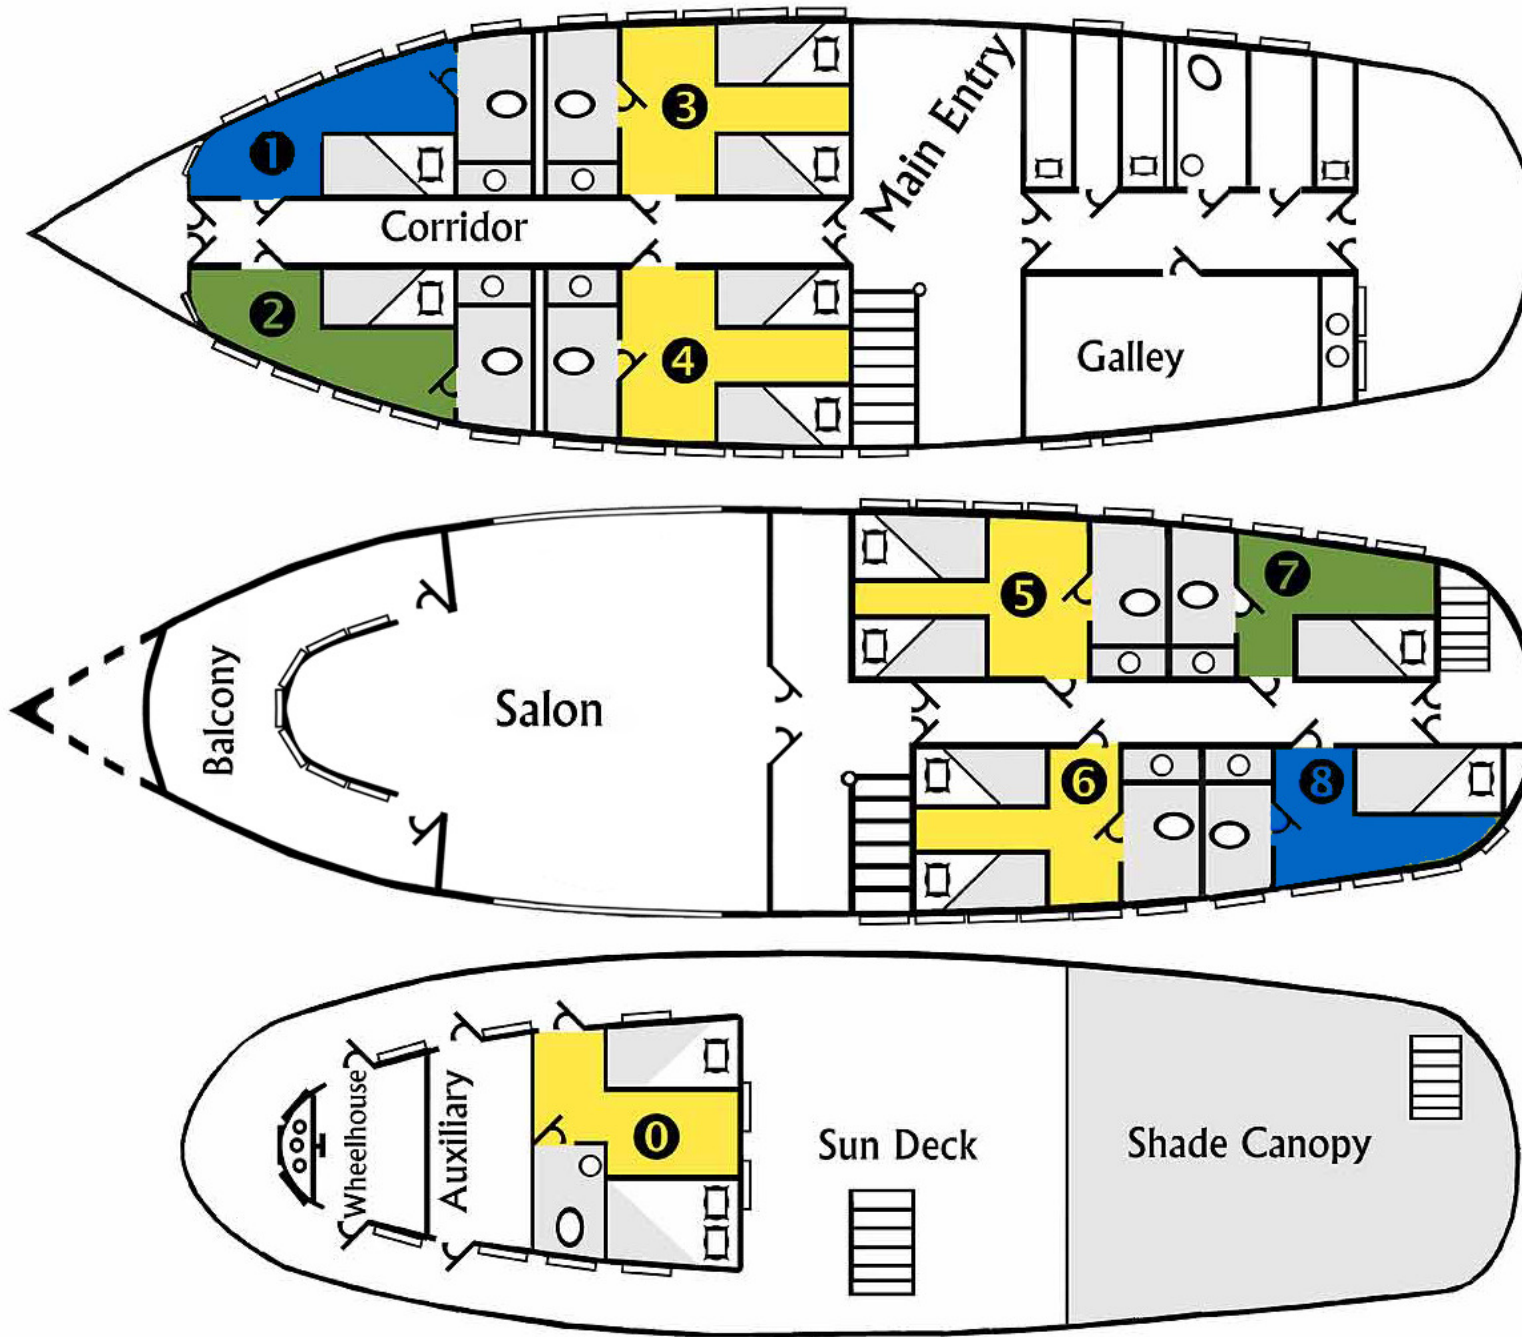 1
3
Main Entry
Corridor
2
4
Galley
5
7
Balcony
Salon
6
8
Wheelhouse
Auxiliary
0
Sun Deck
Shade Canopy